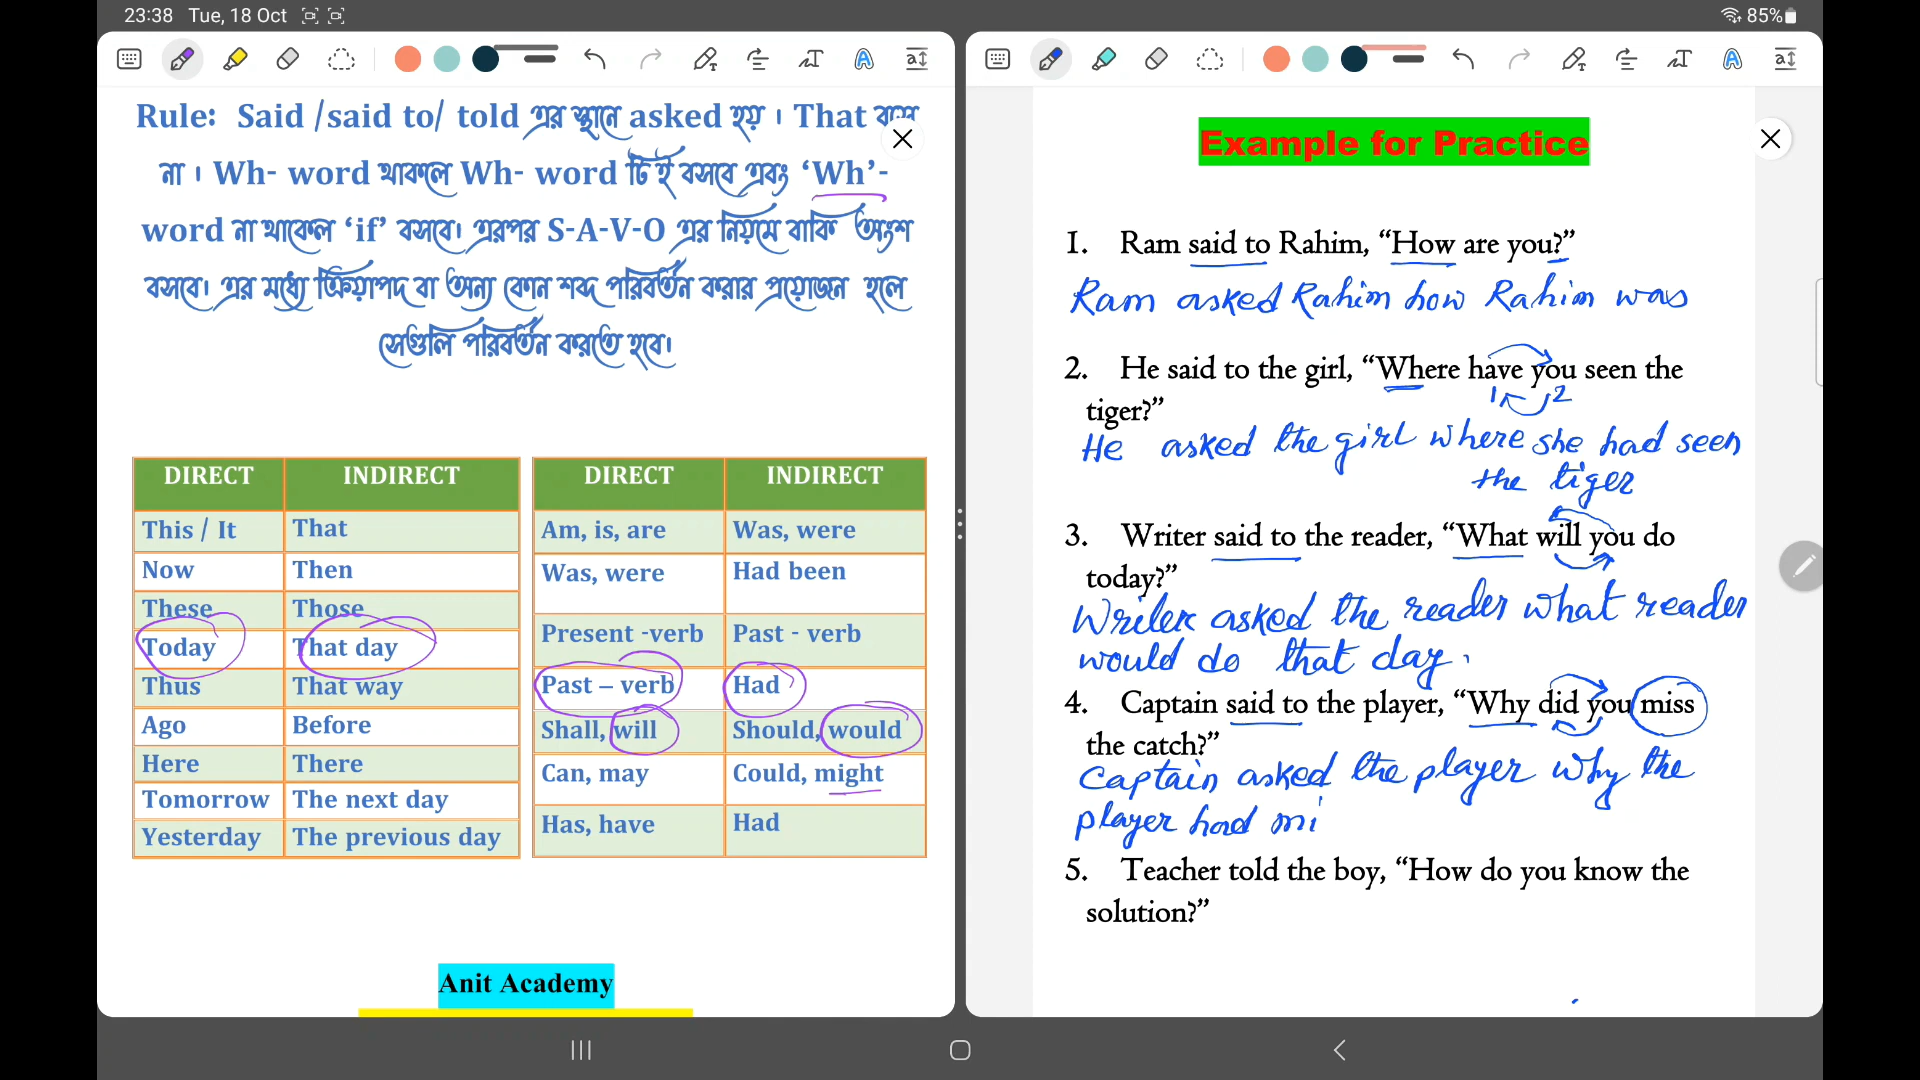 23:38 Tue, 18 Oct
85%
Rule: Said /said to/ told এর স্থানে asked হয় । That বসে
না । Wh- word থাকলে Wh- word টি ই বসবে এবং ‘Wh’-
word না থাকেল ‘if’ বসবে। এরপর S-A-V-O এর নিয়মে বাকি অংশ
বসবে। এর মধ্যে ক্রিয়াপদ বা অন্য কোন শব্দ পরিবর্তন করার প্রয়োজন হলে
সেগুলি পরিবর্তন করতে হবে।
DIRECT INDIRECT
This / It That
Now Then
These Those
Today That day
Thus That way
Ago Before
Here There
Tomorrow The next day
Yesterday The previous day
DIRECT INDIRECT
Am, is, are Was, were
Was, were Had been
Present -verb Past - verb
Past – verb Had
Shall, will Should, would
Can, may Could, might
Has, have Had
Anit Academy
Example for Practice
1. Ram said to Rahim, “How are you?”
Ram asked Rahim how Rahim was
2. He said to the girl, “Where have you seen the
1 2
tiger?”
He asked the girl where she had seen
the tiger
3. Writer said to the reader, “What will you do
today?”
Writer asked the reader what reader
would do that day.
4. Captain said to the player, “Why did you miss
the catch?”
Captain asked the player why the
player had mi
5. Teacher told the boy, “How do you know the
solution?”